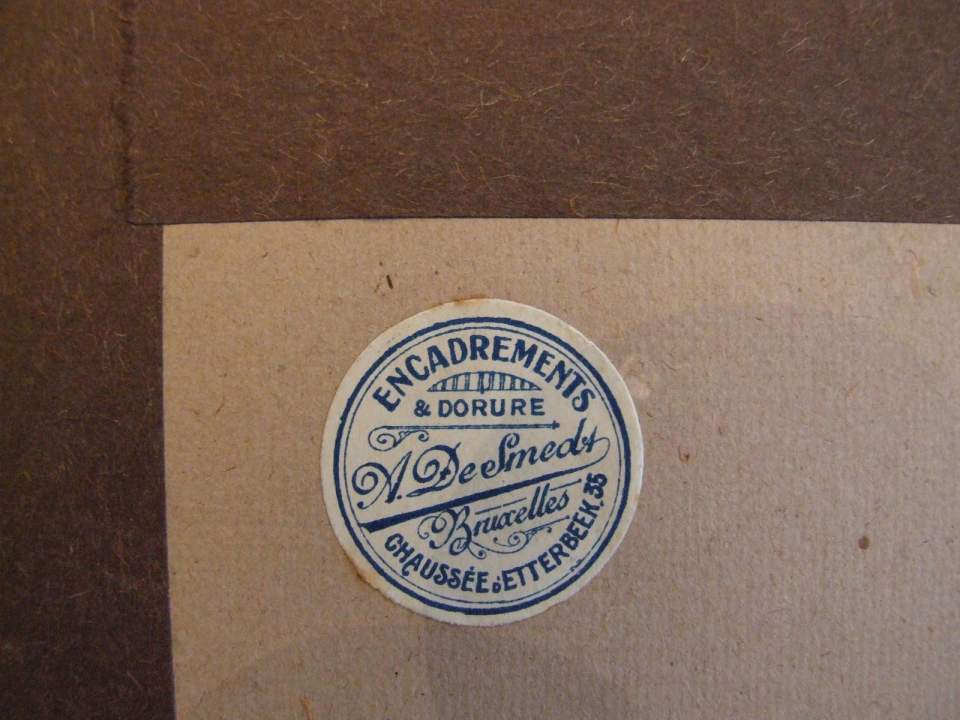 ENCADREMENTS
& DORURE
A. De Smedt
Bruxelles
CHAUSSÉE D'ETTERBEEK. 35